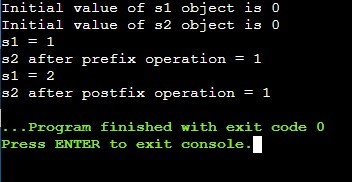 Initial value of s1 object is 0
Initial value of s2 object is 0
s1 = 1
s2 after prefix operation = 1
s1 = 2
s2 after postfix operation = 1
...Program finished with exit code 0
Press ENTER to exit console.